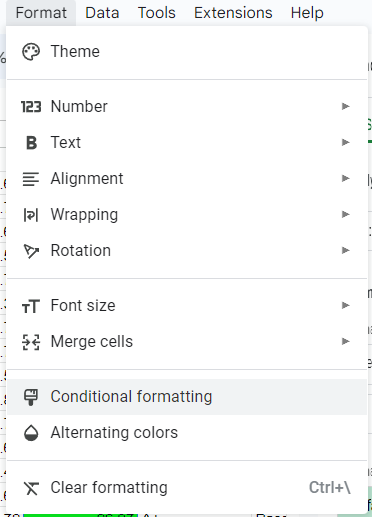 Format Data Tools Extensions Help
Theme
123 Number
B Text
Alignment
Wrapping
Rotation
Font size
Merge cells
Conditional formatting
Alternating colors
Clear formatting Ctrl+\